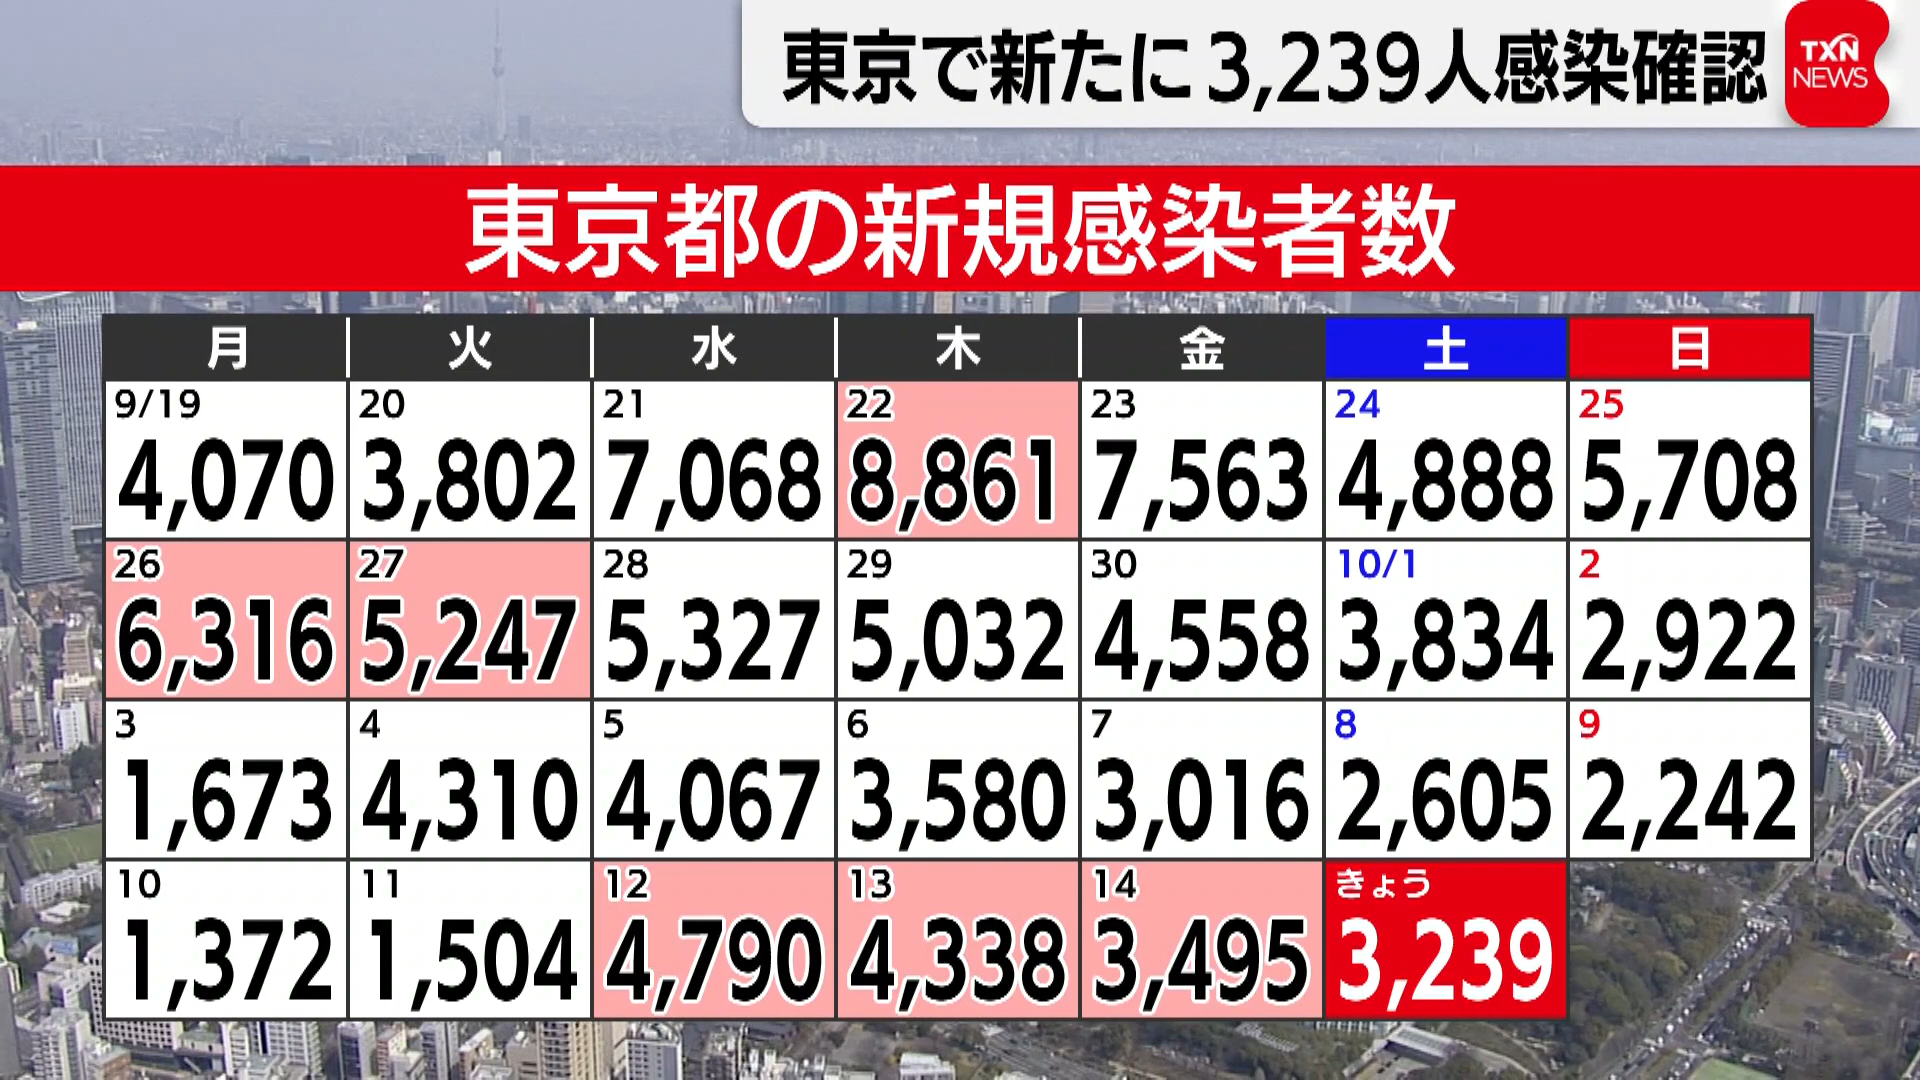 東京で新たに3,239人感染確認
TXN
NEWS
東京都の新規感染者数
月 火 水 木 金 土 日
9/19 20 21 22 23 24 25
4,070 3,802 7,068 8,861 7,563 4,888 5,708
26 27 28 29 30 10/1 2
6,316 5,247 5,327 5,032 4,558 3,834 2,922
3 4 5 6 7 8 9
1,673 4,310 4,067 3,580 3,016 2,605 2,242
10 11 12 13 14 きょう
1,372 1,504 4,790 4,338 3,495 3,239